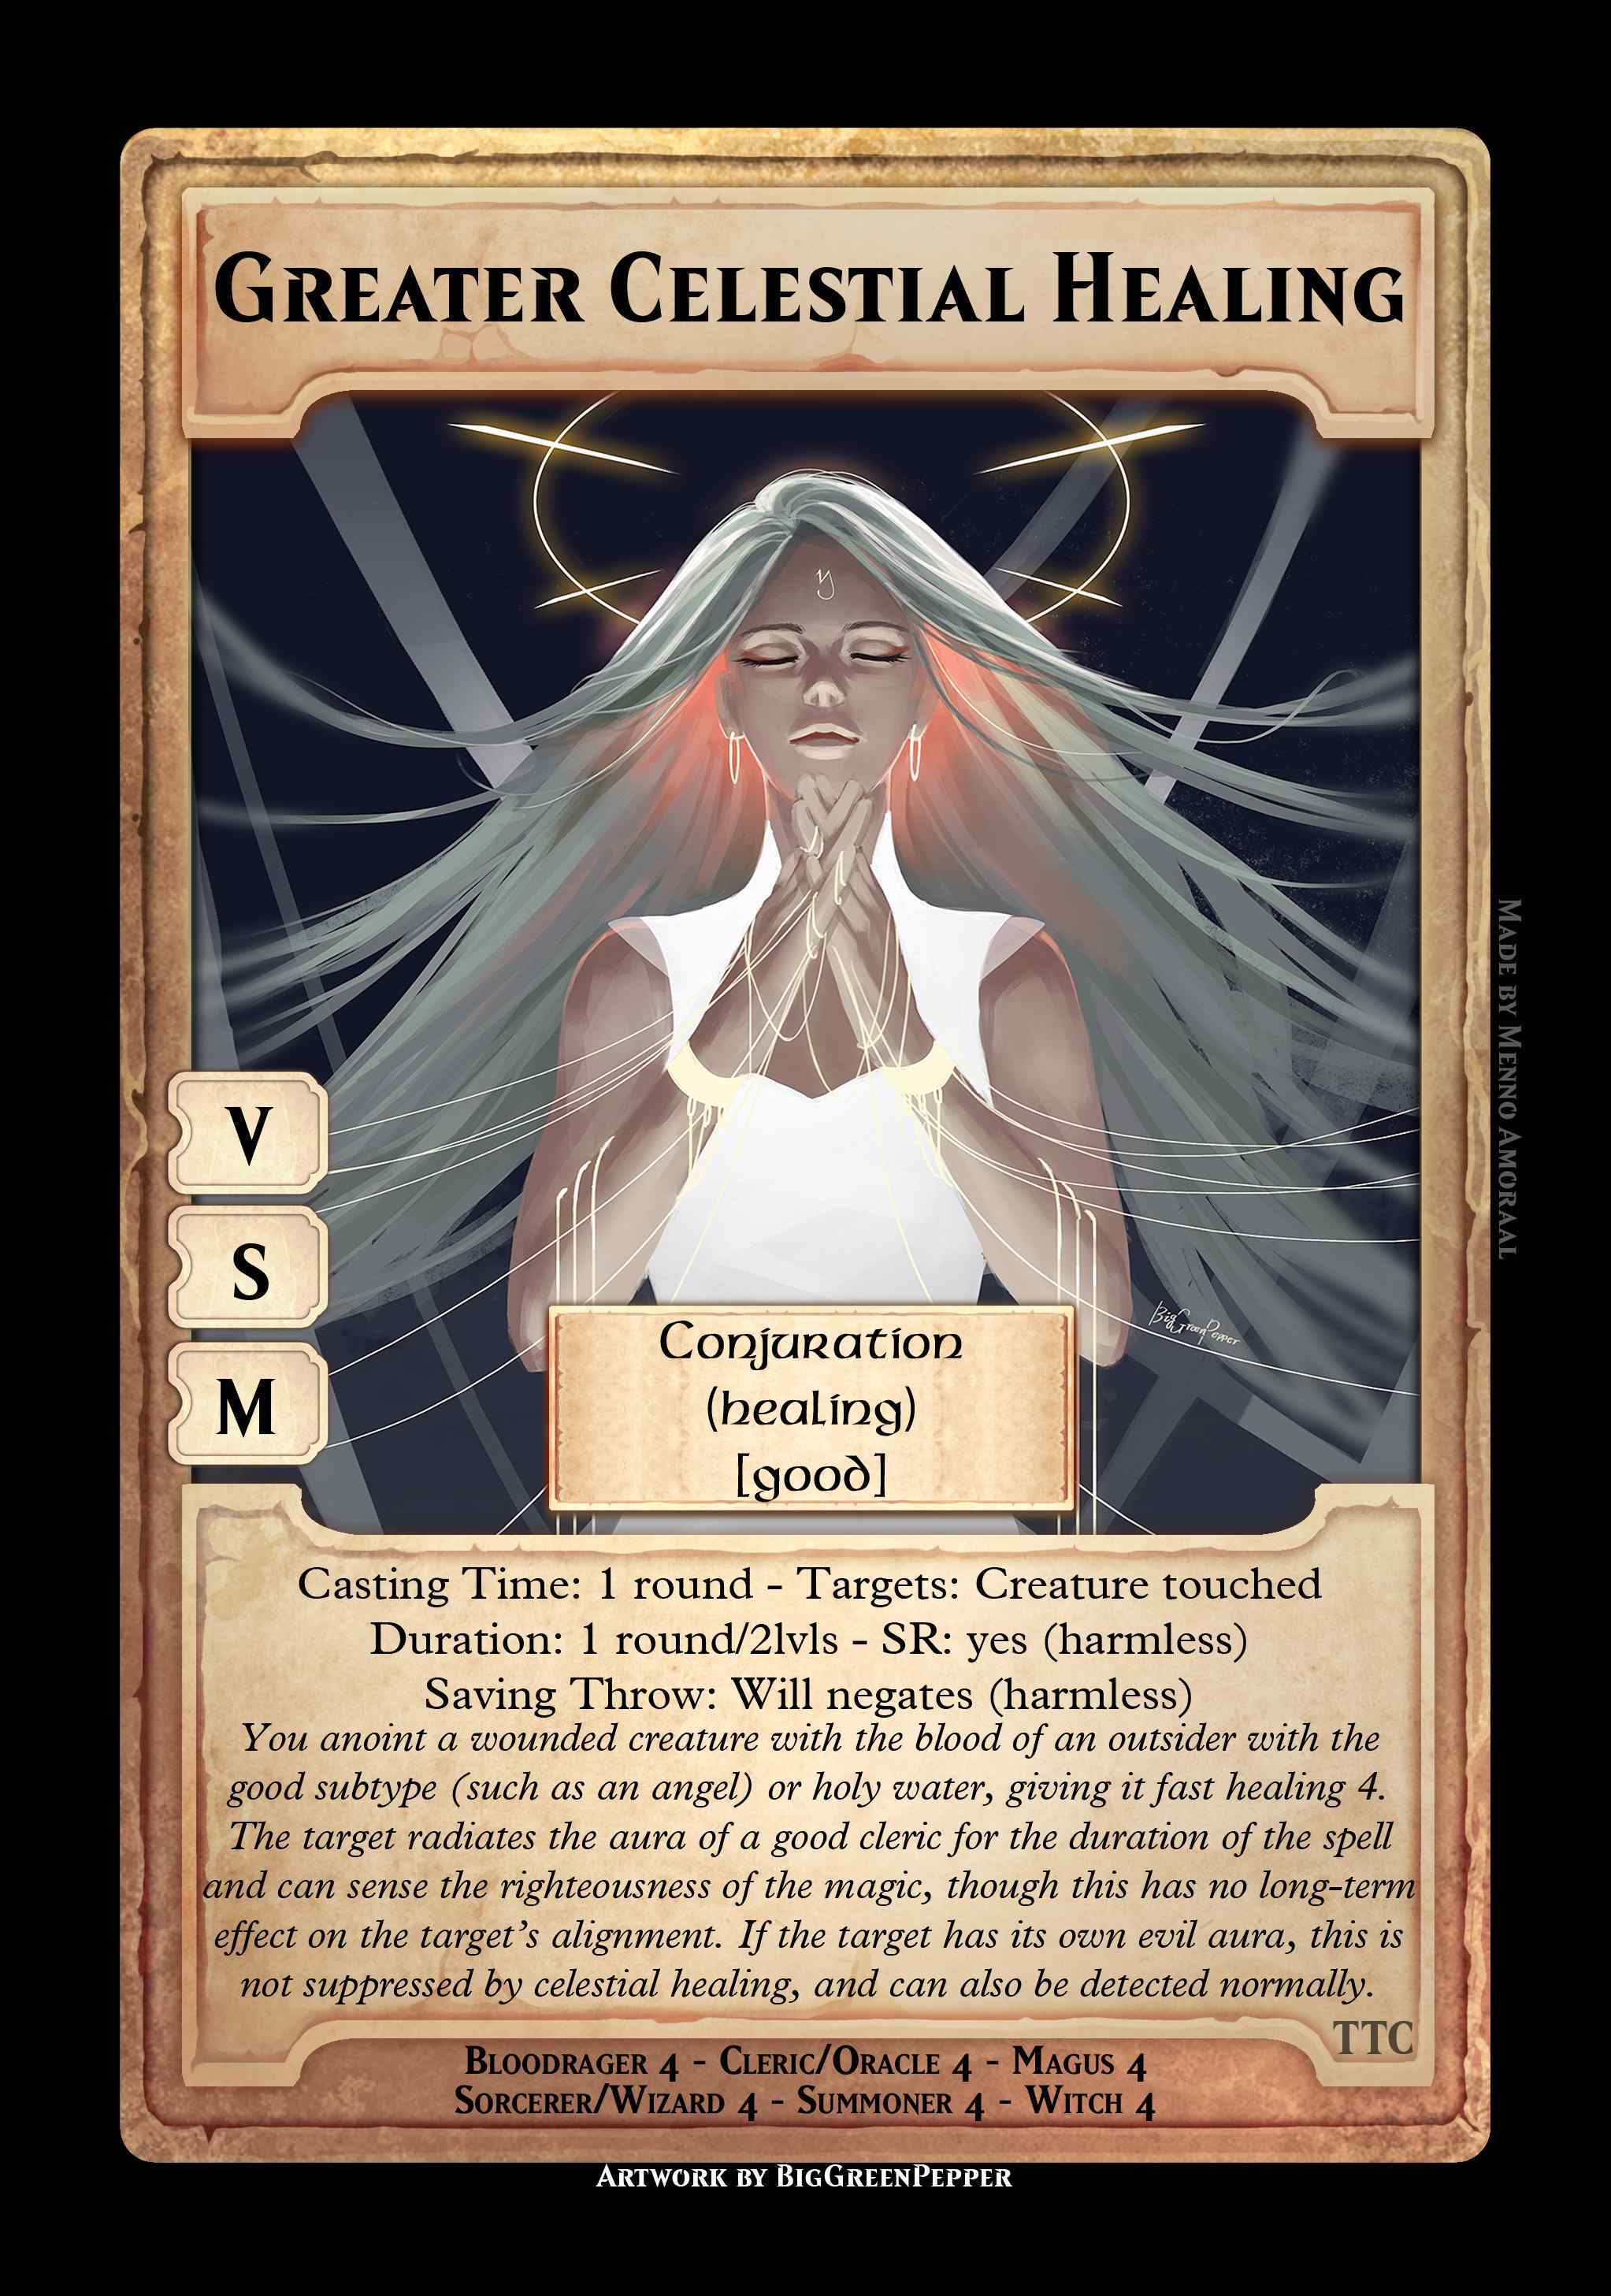 Greater Celestial Healing
V
S
M
BigGreenPepper
Conjuration
(healing)
[good]
Casting Time: 1 round - Targets: Creature touched
Duration: 1 round/2lvls - SR: yes (harmless)
Saving Throw: Will negates (harmless)
You anoint a wounded creature with the blood of an outsider with the
good subtype (such as an angel) or holy water, giving it fast healing 4.
The target radiates the aura of a good cleric for the duration of the spell
and can sense the righteousness of the magic, though this has no long-term
effect on the target’s alignment. If the target has its own evil aura, this is
not suppressed by celestial healing, and can also be detected normally.
TTC
Bloodrager 4 - Cleric/Oracle 4 - Magus 4
Sorcerer/Wizard 4 - Summoner 4 - Witch 4
Artwork by BigGreenPepper
Made by Menno Amoraal